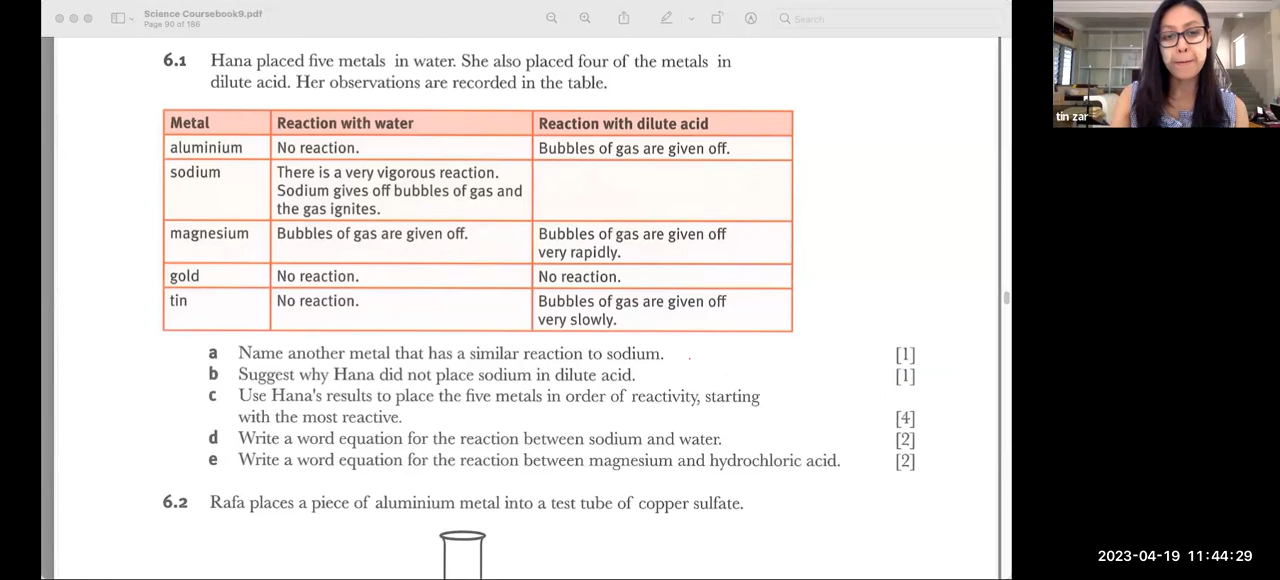 Science Coursebook9.pdf
Page 90 of 186
Search
6.1 Hana placed five metals in water. She also placed four of the metals in
dilute acid. Her observations are recorded in the table.
Metal Reaction with water Reaction with dilute acid
aluminium No reaction. Bubbles of gas are given off.
sodium There is a very vigorous reaction.
Sodium gives off bubbles of gas and
the gas ignites.
magnesium Bubbles of gas are given off. Bubbles of gas are given off
very rapidly.
gold No reaction. No reaction.
tin No reaction. Bubbles of gas are given off
very slowly.
a Name another metal that has a similar reaction to sodium. [1]
b Suggest why Hana did not place sodium in dilute acid. [1]
c Use Hana's results to place the five metals in order of reactivity, starting
with the most reactive. [4]
d Write a word equation for the reaction between sodium and water. [2]
e Write a word equation for the reaction between magnesium and hydrochloric acid. [2]
6.2 Rafa places a piece of aluminium metal into a test tube of copper sulfate.
tin zar
2023-04-19 11:44:29